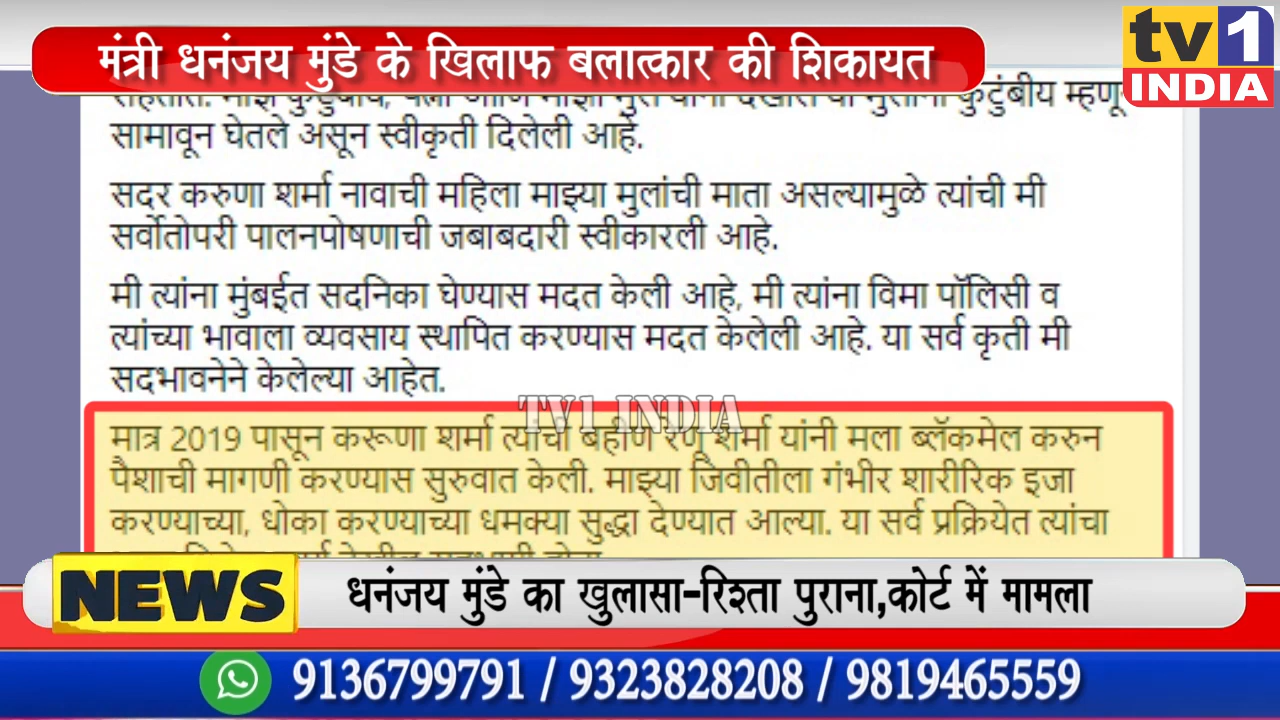 मंत्री धनंजय मुंडे के खिलाफ बलात्कार की शिकायत
tv1
INDIA
कुटुंबीय म्हणून
सामावून घेतले असून स्वीकृती दिलेली आहे.
सदर करुणा शर्मा नावाची महिला माझ्या मुलांची माता असल्यामुळे त्यांची मी
सर्वोतोपरी पालनपोषणाची जबाबदारी स्वीकारली आहे.
मी त्यांना मुंबईत सदनिका घेण्यास मदत केली आहे, मी त्यांना विमा पॉलिसी व
त्यांच्या भावाला व्यवसाय स्थापित करण्यास मदत केलेली आहे. या सर्व कृती मी
सदभावनेने केलेल्या आहेत.
TV1 INDIA
मात्र 2019 पासून करूणा शर्मा त्यांची बहीण रेणू शर्मा यांनी मला ब्लॅकमेल करुन
पैशाची मागणी करण्यास सुरुवात केली. माझ्या जिवीतीला गंभीर शारीरिक इजा
करण्याच्या, धोका करण्याच्या धमक्या सुद्धा देण्यात आल्या. या सर्व प्रक्रियेत त्यांचा
NEWS
धनंजय मुंडे का खुलासा-रिश्ता पुराना,कोर्ट में मामला
9136799791 / 9323828208 / 9819465559